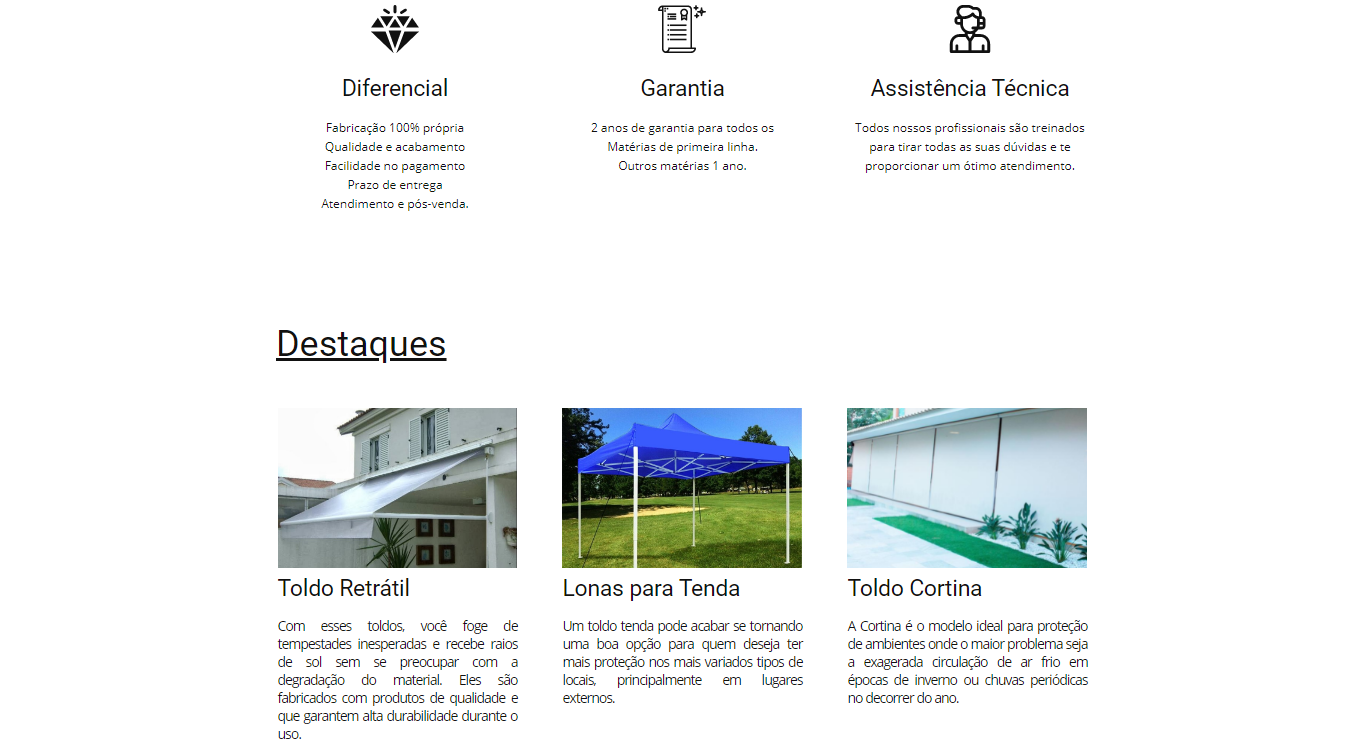 Diferencial
Fabricação 100% própria
Qualidade e acabamento
Facilidade no pagamento
Prazo de entrega
Atendimento e pós-venda.
Garantia
2 anos de garantia para todos os
Matérias de primeira linha.
Outros matérias 1 ano.
Assistência Técnica
Todos nossos profissionais são treinados
para tirar todas as suas dúvidas e te
proporcionar um ótimo atendimento.
Destaques
Toldo Retrátil
Com esses toldos, você foge de
tempestades inesperadas e recebe raios
de sol sem se preocupar com a
degradação do material. Eles são
fabricados com produtos de qualidade e
que garantem alta durabilidade durante o
uso.
Lonas para Tenda
Um toldo tenda pode acabar se tornando
uma boa opção para quem deseja ter
mais proteção nos mais variados tipos de
locais, principalmente em lugares
externos.
Toldo Cortina
A Cortina é o modelo ideal para proteção
de ambientes onde o maior problema seja
a exagerada circulação de ar frio em
épocas de inverno ou chuvas periódicas
no decorrer do ano.